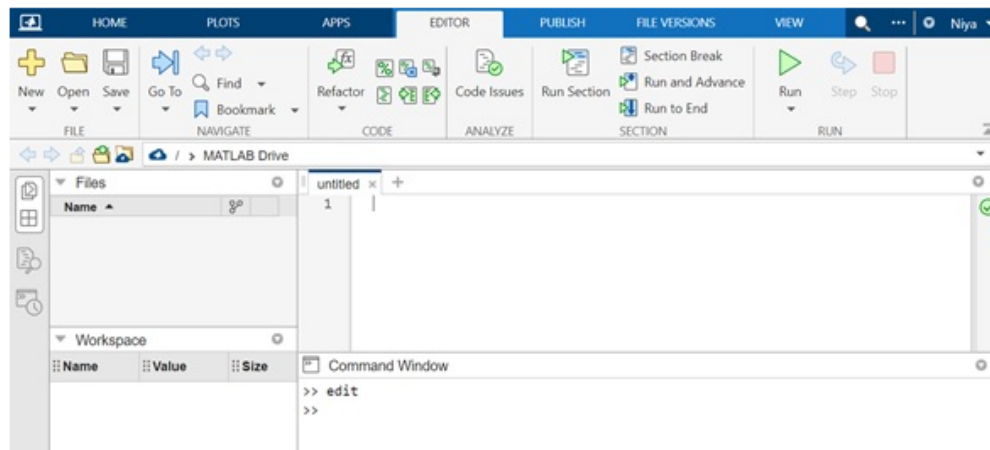 HOME PLOTS APPS EDITOR PUBLISH FILE VERSIONS VIEW Niya
New Open Save
FILE
Go To
Find
Bookmark
NAVIGATE
Refactor
CODE
Code Issues
ANALYZE
Run Section
Section Break
Run and Advance
Run to End
SECTION
Run Step Stop
RUN
/ > MATLAB Drive
Files
Name
untitled × +
1
Workspace
Name Value Size
Command Window
>> edit
>>